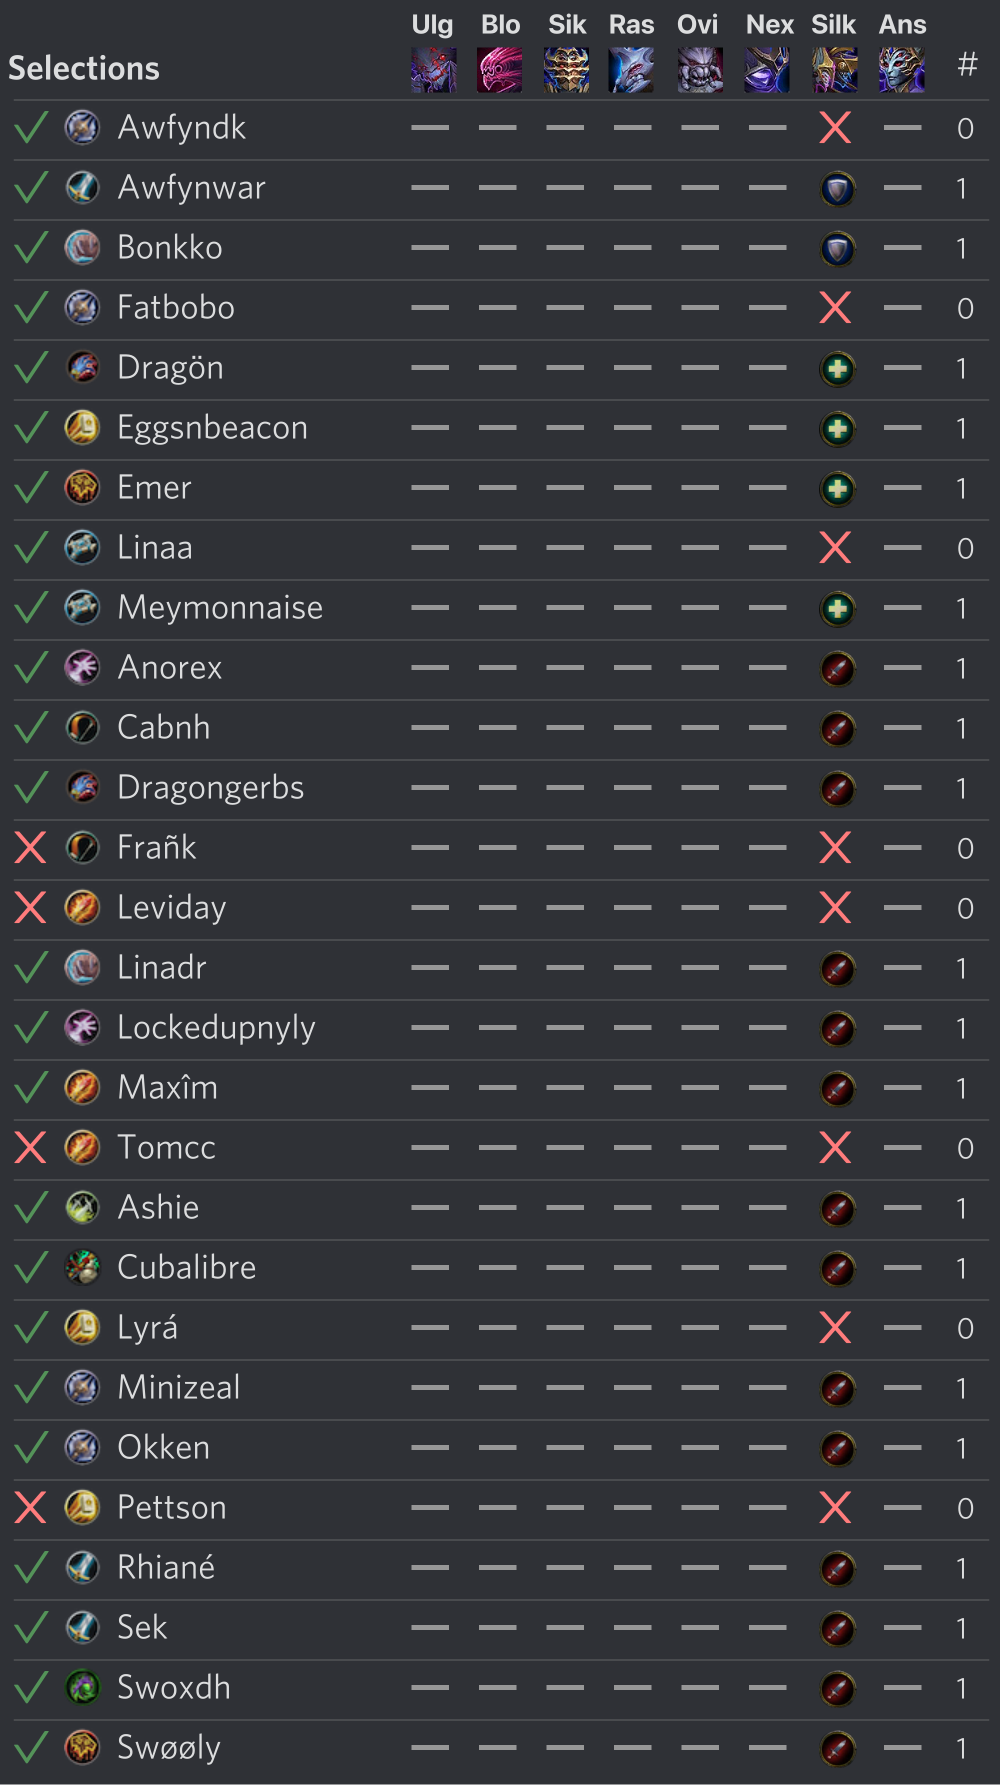 Ulg Blo Sik Ras Ovi Nex Silk Ans
Selections #
Awfyndk 0
Awfynwar 1
Bonkko 1
Fatbobo 0
Dragön 1
Eggsnbeacon 1
Emer 1
Linaa 0
Meymonnaise 1
Anorex 1
Cabnh 1
Dragongerbs 1
Frañk 0
Leviday 0
Linadr 1
Lockedupnyly 1
Maxîm 1
Tomcc 0
Ashie 1
Cubalibre 1
Lyrá 0
Minizeal 1
Okken 1
Pettson 0
Rhiané 1
Sek 1
Swoxdh 1
Swøøly 1